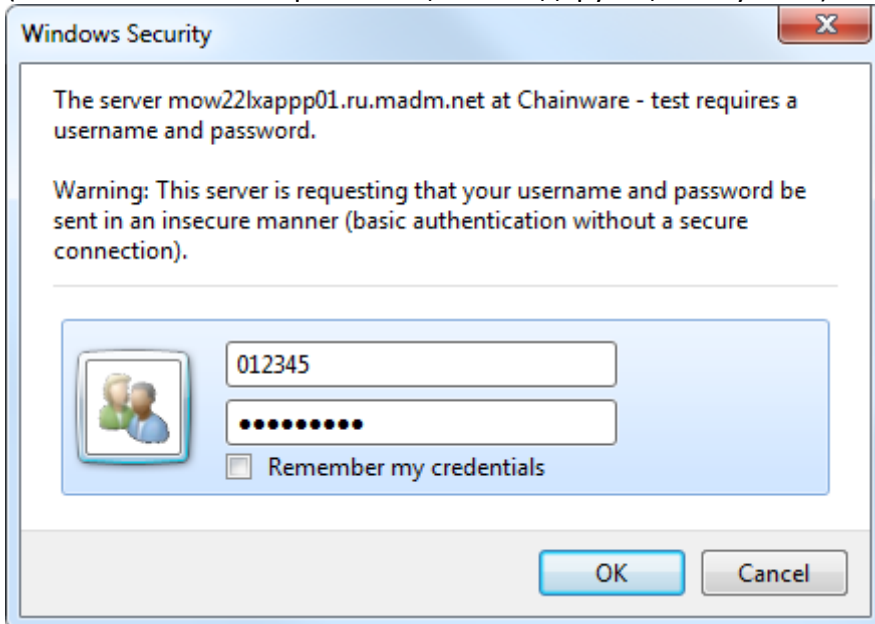 Windows Security
The server mow22lxappp01.ru.madm.net at Chainware - test requires a
username and password.
Warning: This server is requesting that your username and password be
sent in an insecure manner (basic authentication without a secure
connection).
012345
●●●●●●●●●
Remember my credentials
OK
Cancel